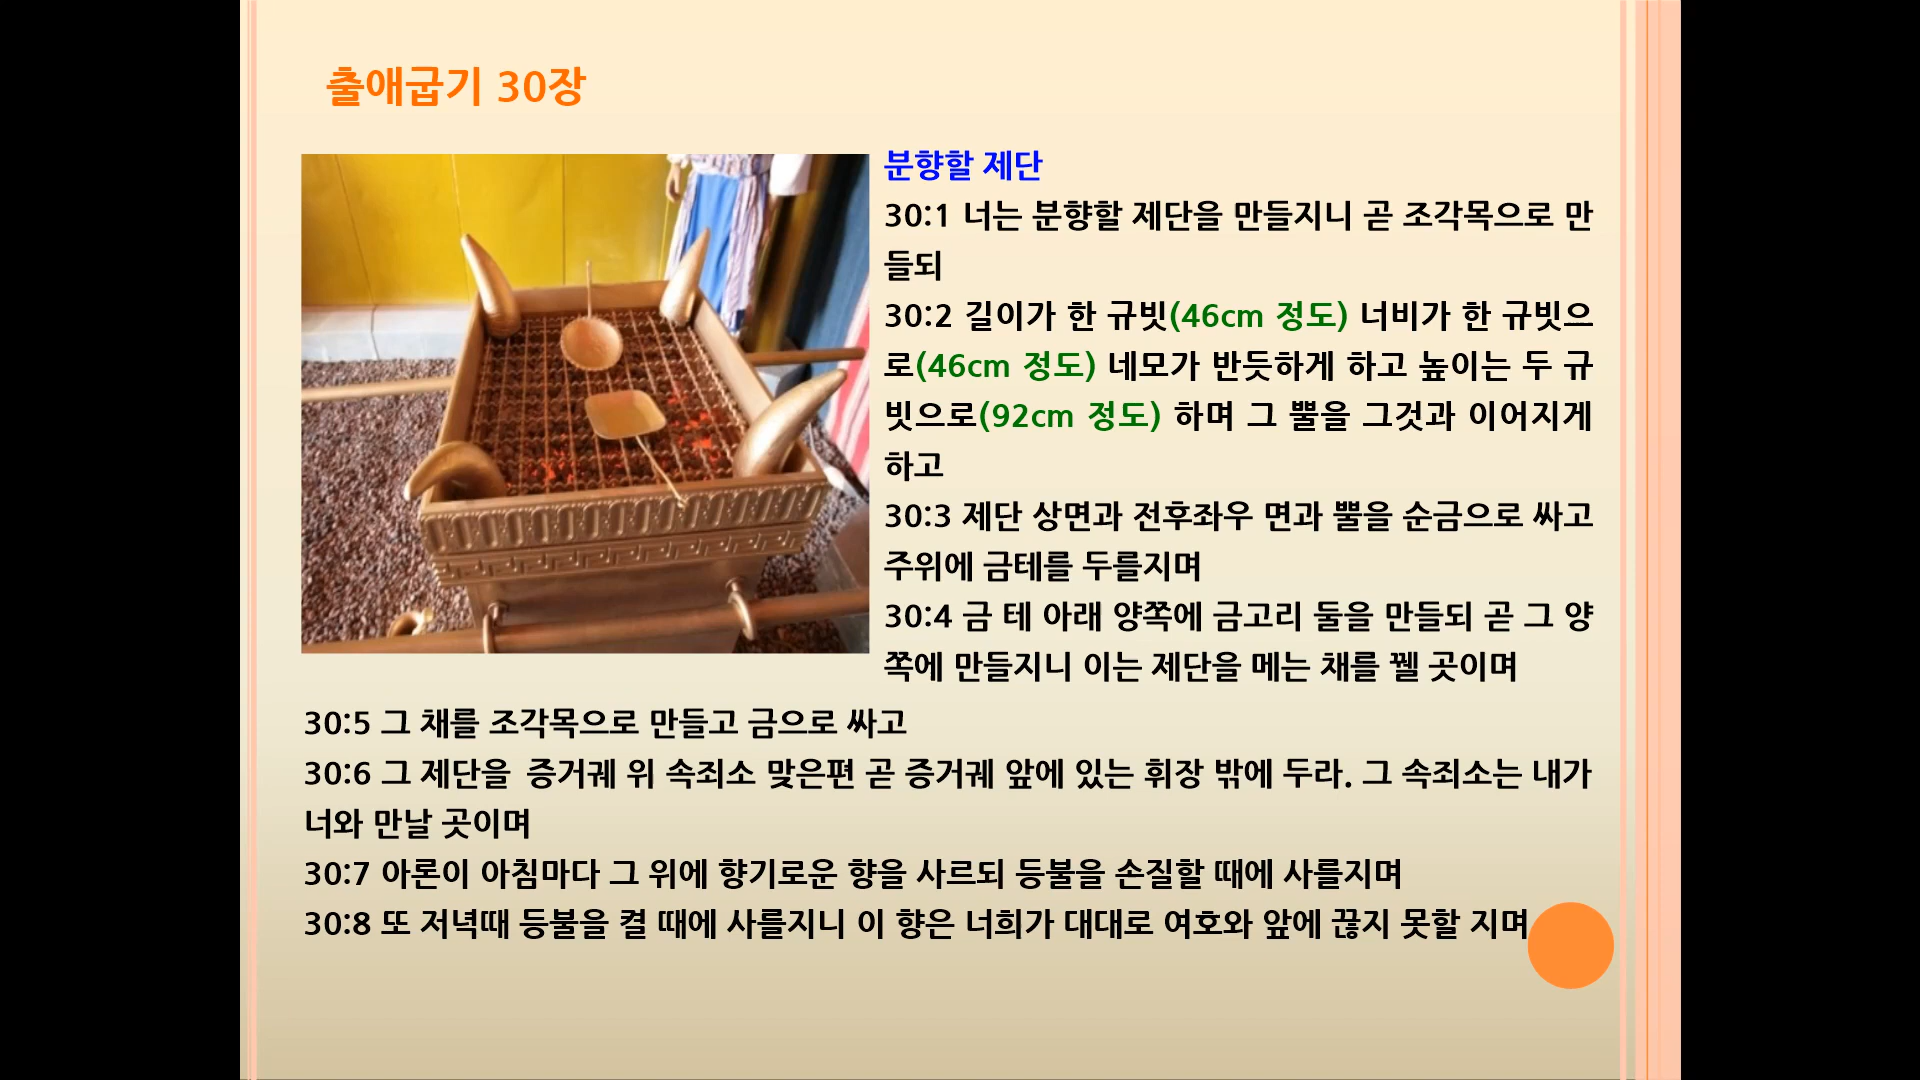 출애굽기 30장
분향할 제단
30:1 너는 분향할 제단을 만들지니 곧 조각목으로 만
들되
30:2 길이가 한 규빗(46cm 정도) 너비가 한 규빗으
로(46cm 정도) 네모가 반듯하게 하고 높이는 두 규
빗으로(92cm 정도) 하며 그 뿔을 그것과 이어지게
하고
30:3 제단 상면과 전후좌우 면과 뿔을 순금으로 싸고
주위에 금테를 두를지며
30:4 금 테 아래 양쪽에 금고리 둘을 만들되 곧 그 양
쪽에 만들지니 이는 제단을 메는 채를 꿸 곳이며
30:5 그 채를 조각목으로 만들고 금으로 싸고
30:6 그 제단을 증거궤 위 속죄소 맞은편 곧 증거궤 앞에 있는 휘장 밖에 두라. 그 속죄소는 내가
너와 만날 곳이며
30:7 아론이 아침마다 그 위에 향기로운 향을 사르되 등불을 손질할 때에 사를지며
30:8 또 저녁때 등불을 켤 때에 사를지니 이 향은 너희가 대대로 여호와 앞에 끊지 못할 지며